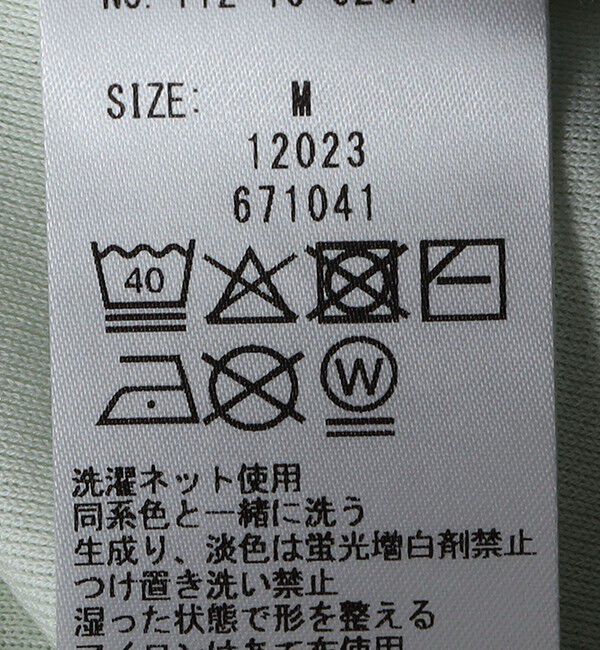 SIZE: M
12023
671041
40
W
洗濯ネット使用
同系色と一緒に洗う
生成り、淡色は蛍光増白剤禁止
つけ置き洗い禁止
湿った状態で形を整える